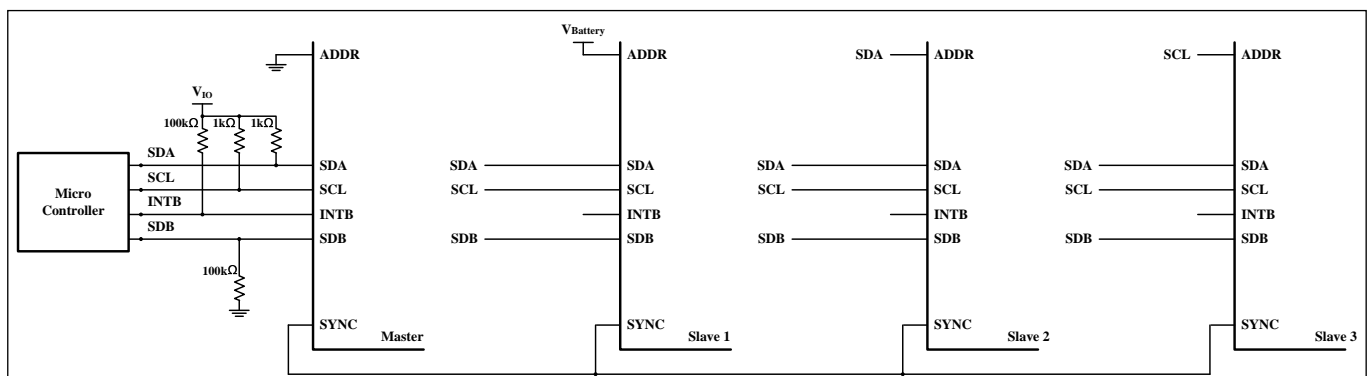 V_Battery
ADDR
ADDR
SDA
ADDR
SCL
ADDR
V_IO
100kΩ
1kΩ
1kΩ
Micro
Controller
SDA
SCL
INTB
SDB
SDA
SCL
INTB
SDB
100kΩ
SYNC
Master
SDA
SCL
SDB
SDA
SCL
INTB
SDB
SYNC
Slave 1
SDA
SCL
SDB
SDA
SCL
INTB
SDB
SYNC
Slave 2
SDA
SCL
SDB
SDA
SCL
INTB
SDB
SYNC
Slave 3